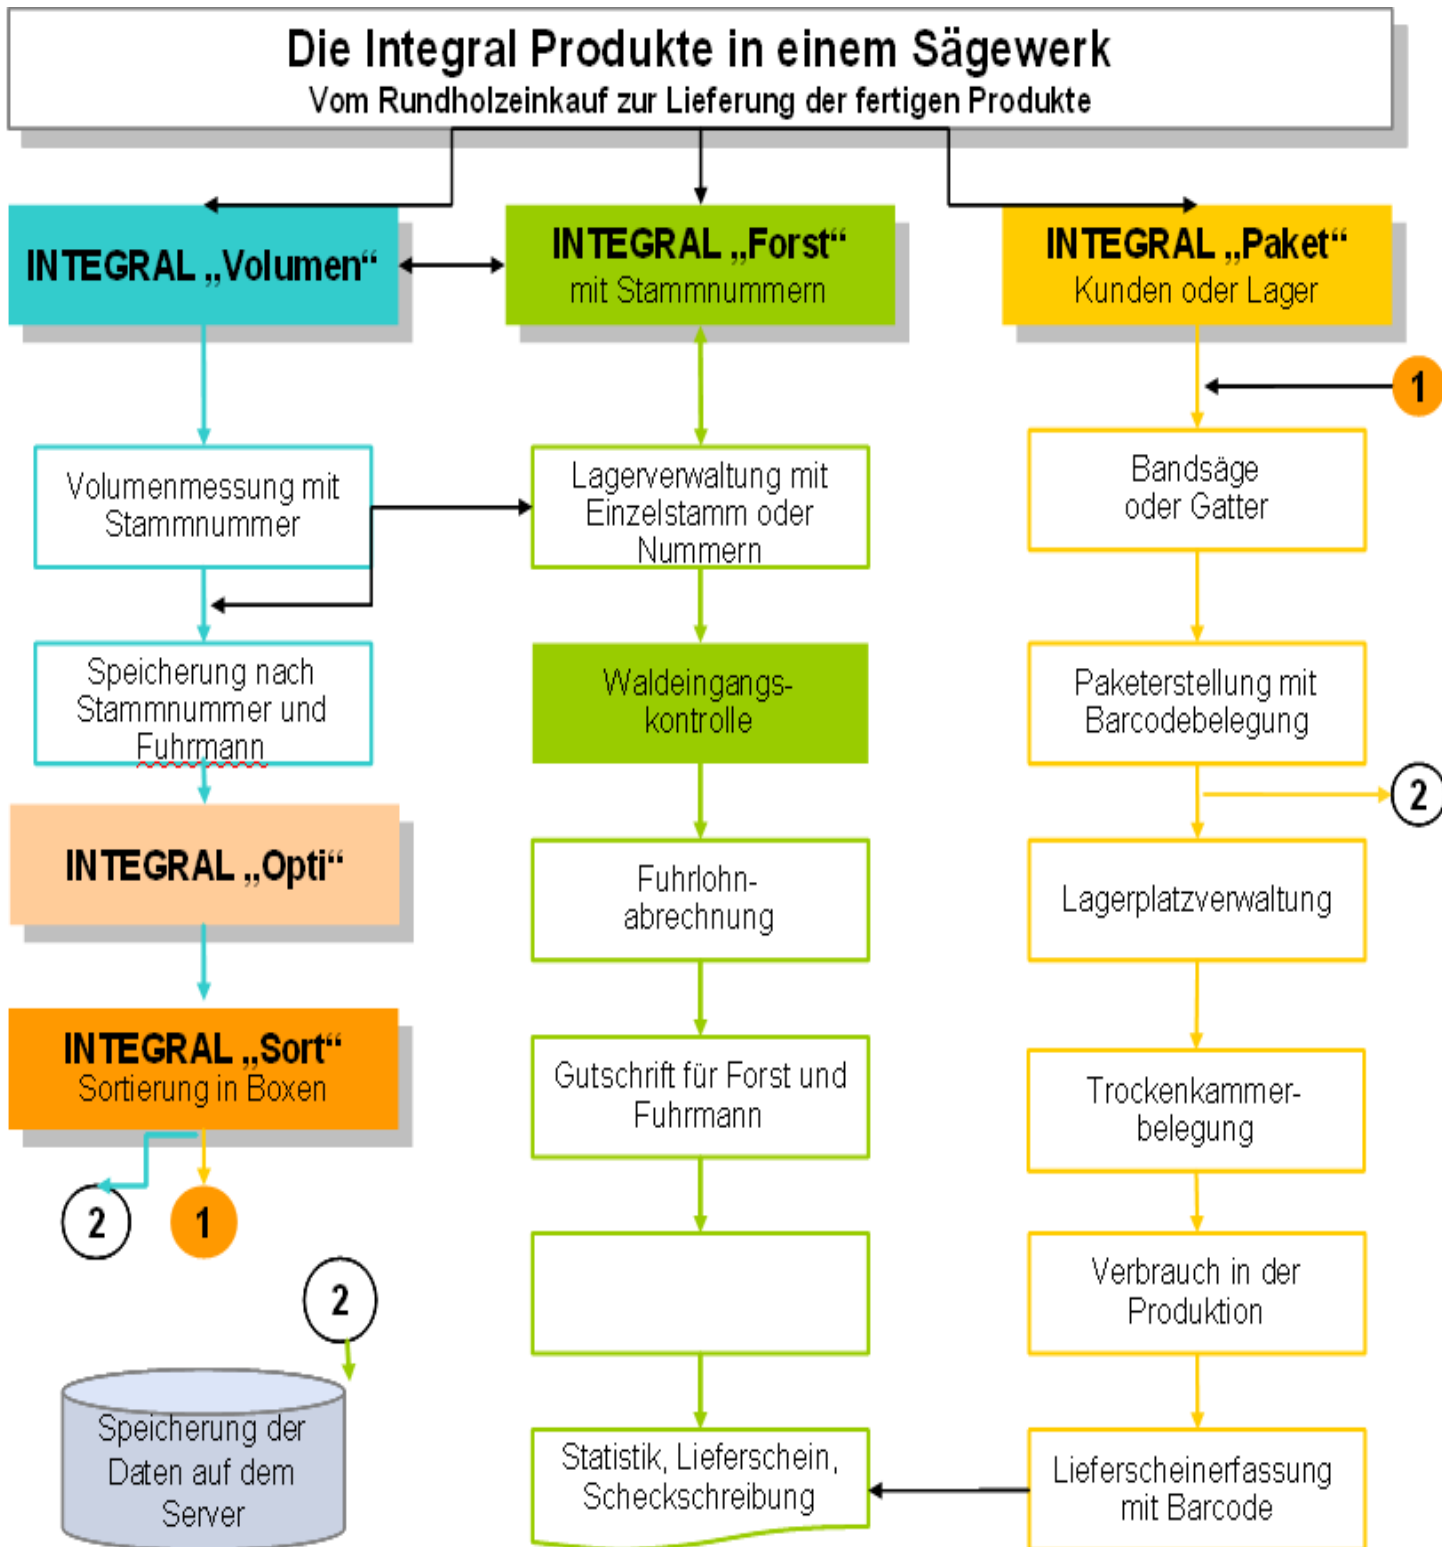 Die Integral Produkte in einem Sägewerk
Vom Rundholzeinkauf zur Lieferung der fertigen Produkte
INTEGRAL „Volumen“
Volumenmessung mit
Stammnummer
Speicherung nach
Stammnummer und
Fuhrmann
INTEGRAL „Opti“
INTEGRAL „Sort“
Sortierung in Boxen
2
1
2
Speicherung der
Daten auf dem
Server
INTEGRAL „Forst“
mit Stammnummern
Lagerverwaltung mit
Einzelstamm oder
Nummern
Waldeingangs-
kontrolle
Fuhrlohn-
abrechnung
Gutschrift für Forst und
Fuhrmann
Statistik, Lieferschein,
Scheckschreibung
INTEGRAL „Paket“
Kunden oder Lager
1
Bandsäge
oder Gatter
Paketerstellung mit
Barcodebelegung
2
Lagerplatzverwaltung
Trockenkammer-
belegung
Verbrauch in der
Produktion
Lieferscheinerfassung
mit Barcode